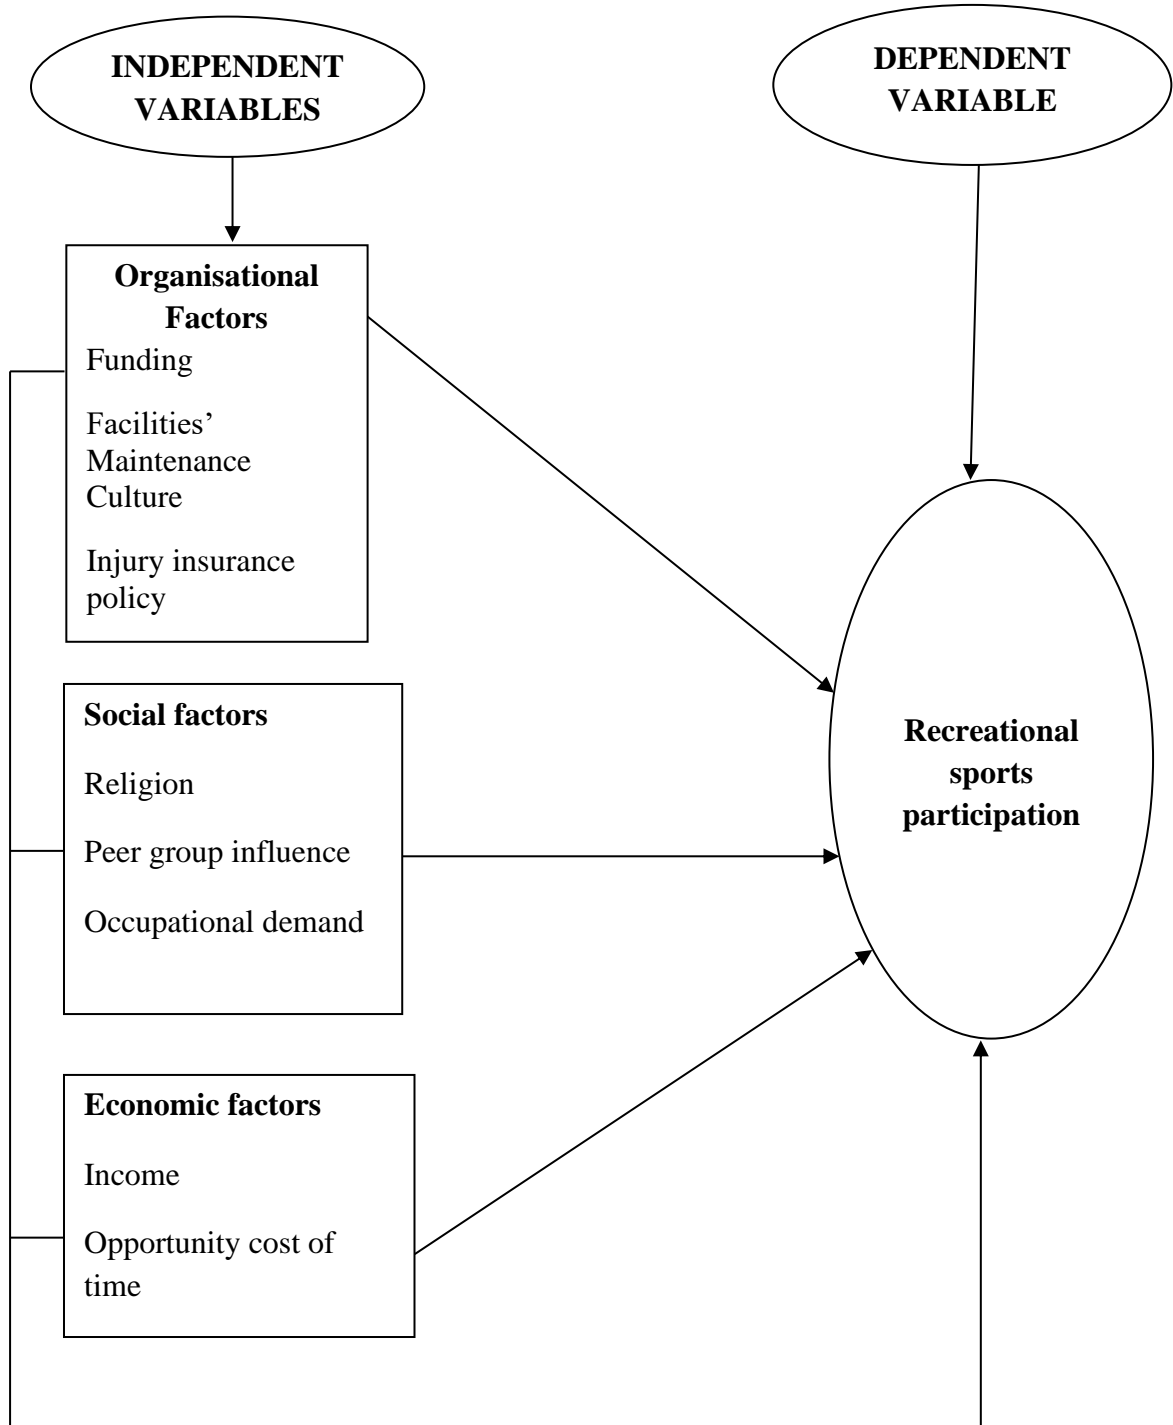 INDEPENDENT
VARIABLES
DEPENDENT
VARIABLE
Organisational
Factors
Funding
Facilities’
Maintenance
Culture
Injury insurance
policy
Social factors
Religion
Peer group influence
Occupational demand
Economic factors
Income
Opportunity cost of
time
Recreational
sports
participation